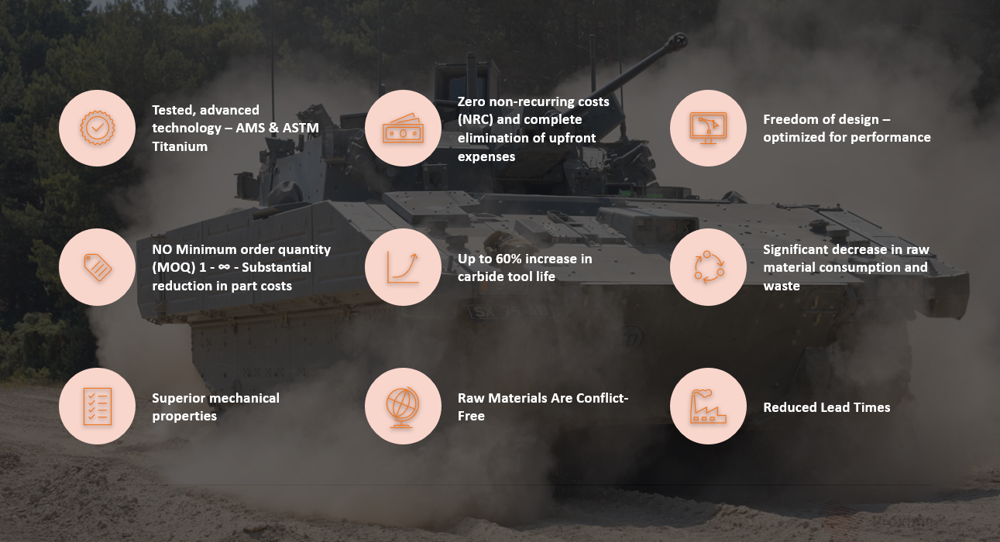 Tested, advanced
technology – AMS & ASTM
Titanium
Zero non-recurring costs
(NRC) and complete
elimination of upfront
expenses
Freedom of design –
optimized for performance
NO Minimum order quantity
(MOQ) 1 - ∞ - Substantial
reduction in part costs
Up to 60% increase in
carbide tool life
Significant decrease in raw
material consumption and
waste
Superior mechanical
properties
Raw Materials Are Conflict-
Free
Reduced Lead Times